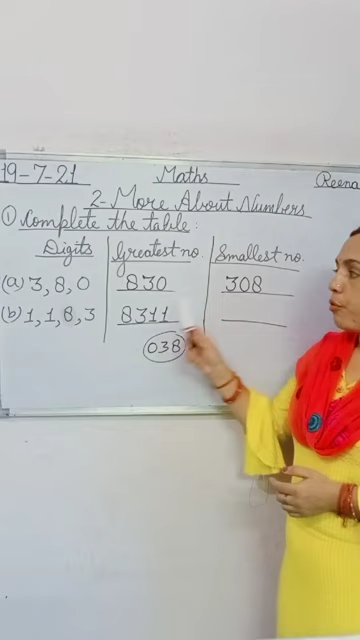 19-7-21 Maths Reena
2- More About Numbers
① Complete the table:
Digits Greatest no. Smallest no.
(a) 3, 8, 0 830 308
(b) 1, 1, 8, 3 8311
038